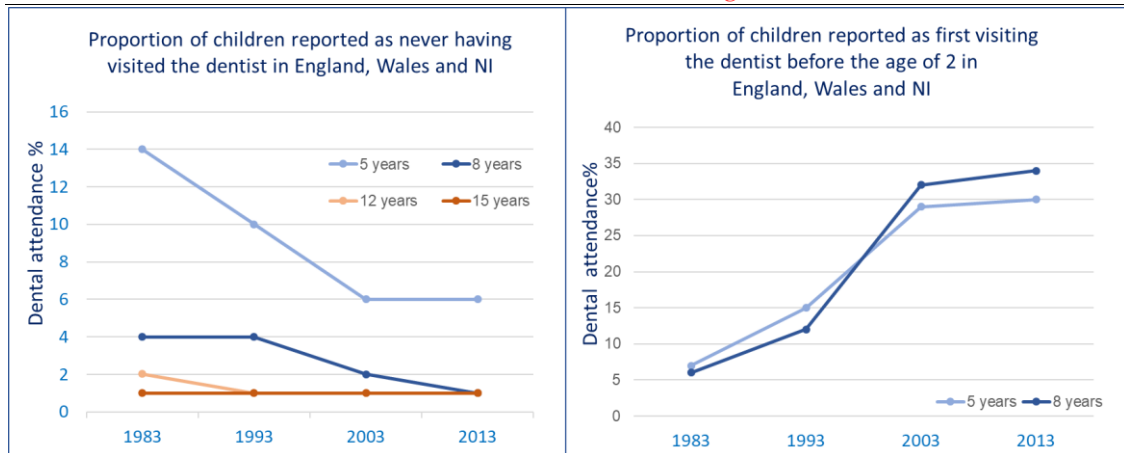 Proportion of children reported as never having
visited the dentist in England, Wales and NI
Dental attendance %
16
14
12
10
8
6
4
2
0
5 years
8 years
12 years
15 years
1983
1993
2003
2013
Proportion of children reported as first visiting
the dentist before the age of 2 in
England, Wales and NI
Dental attendance%
40
35
30
25
20
15
10
5
0
5 years
8 years
1983
1993
2003
2013